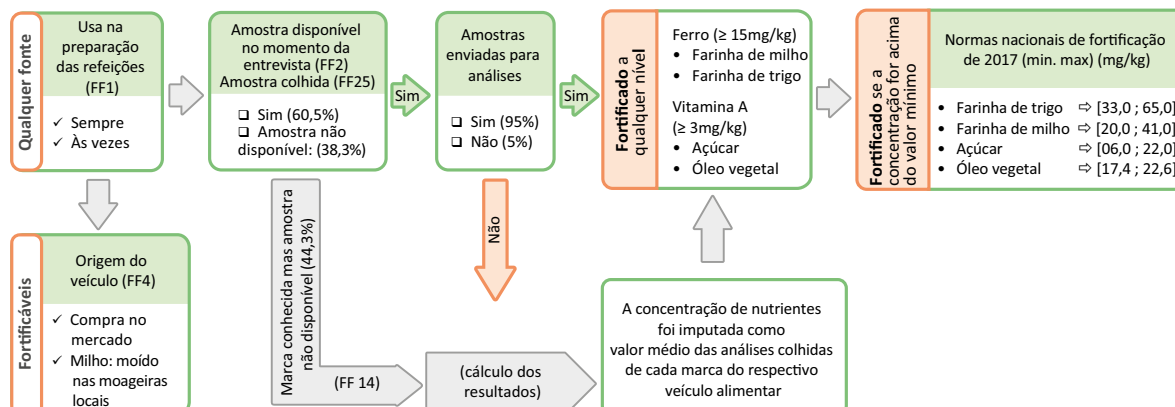 Qualquer fonte
Usa na
preparação
das refeições
(FF1)
✓ Sempre
✓ Às vezes
Amostra disponível
no momento da
entrevista (FF2)
Amostra colhida (FF25)
❑ Sim (60,5%)
❑ Amostra não
disponível: (38,3%)
Sim
Amostras
enviadas para
análises
❑ Sim (95%)
❑ Não (5%)
Sim
Fortificado a
qualquer nível
Ferro (≥ 15mg/kg)
• Farinha de milho
• Farinha de trigo
Vitamina A
(≥ 3mg/kg)
• Açúcar
• Óleo vegetal
Fortificado se a
concentração for acima
do valor mínimo
Normas nacionais de fortificação
de 2017 (min. max) (mg/kg)
• Farinha de trigo ⇨ [33,0 ; 65,0]
• Farinha de milho ⇨ [20,0 ; 41,0]
• Açúcar ⇨ [06,0 ; 22,0]
• Óleo vegetal ⇨ [17,4 ; 22,6]
Fortificáveis
Origem do
veículo (FF4)
✓ Compra no
mercado
✓ Milho: moído
nas moageiras
locais
Marca conhecida mas amostra
não disponível (44,3%)
(FF 14)
Não
(cálculo dos
resultados)
A concentração de nutrientes
foi imputada como
valor médio das análises colhidas
de cada marca do respectivo
veículo alimentar